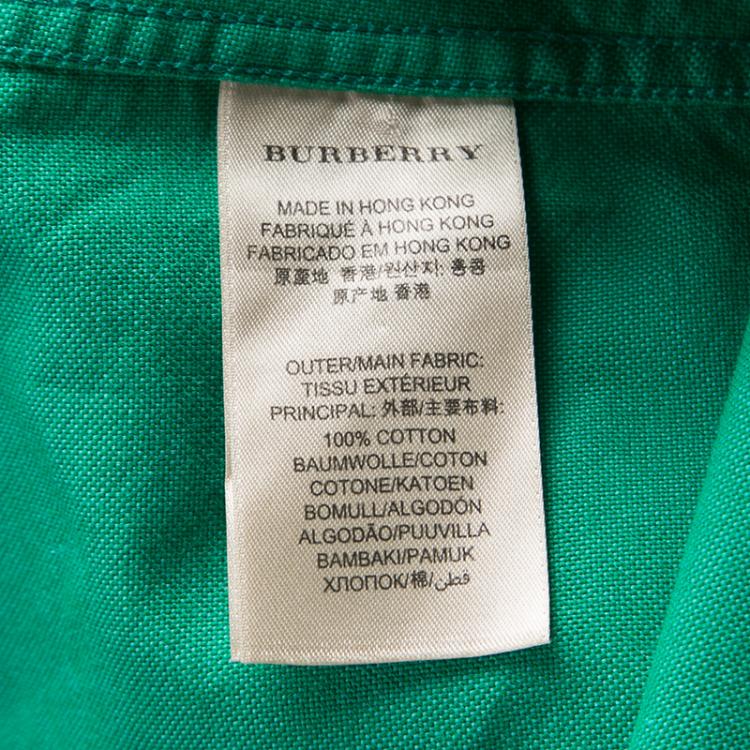 BURBERRY
MADE IN HONG KONG
FABRIQUÉ À HONG KONG
FABRICADO EM HONG KONG
原產地 香港/원산지: 홍콩
原产地 香港
OUTER/MAIN FABRIC:
TISSU EXTÉRIEUR
PRINCIPAL: 外部/主要布料:
100% COTTON
BAUMWOLLE/COTON
COTONE/KATOEN
BOMULL/ALGODÓN
ALGODÃO/PUUVILLA
BAMBAKI/PAMUK
ХЛОПОК/棉/قطن